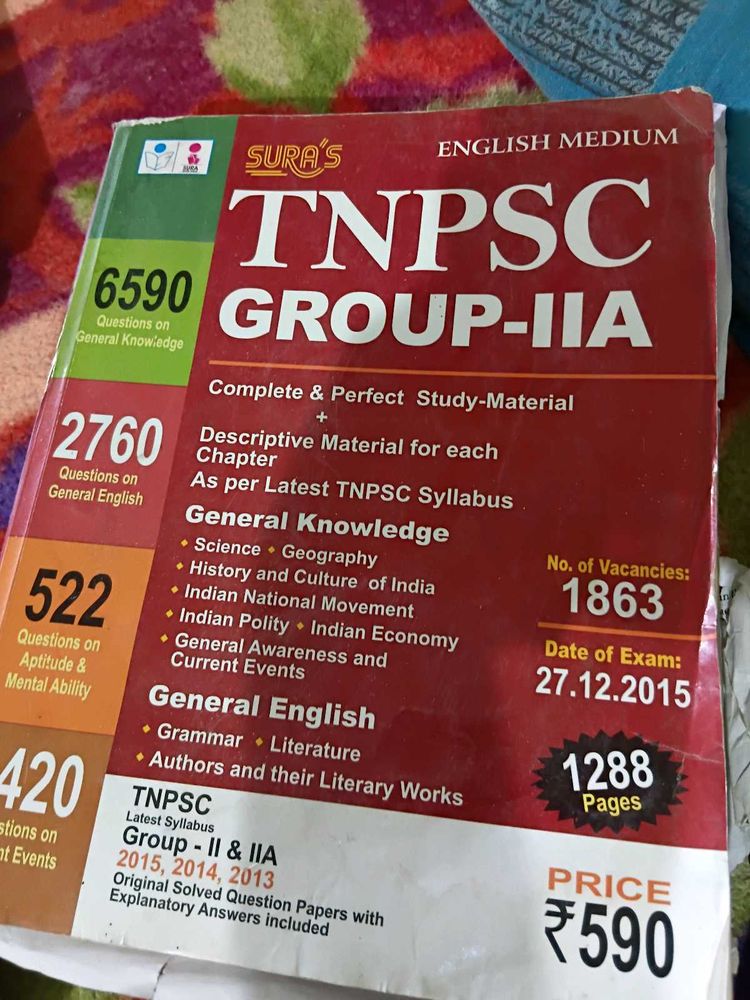 SURA'S
ENGLISH MEDIUM
TNPSC
GROUP-IIA
6590
Questions on
General Knowledge
2760
Questions on
General English
522
Questions on
Aptitude &
Mental Ability
420
Complete & Perfect Study-Material
+
Descriptive Material for each
Chapter
As per Latest TNPSC Syllabus
General Knowledge
• Science • Geography
• History and Culture of India
• Indian National Movement
• Indian Polity • Indian Economy
• General Awareness and
Current Events
General English
• Grammar • Literature
• Authors and their Literary Works
No. of Vacancies:
1863
Date of Exam:
27.12.2015
1288
Pages
TNPSC
Latest Syllabus
Group - II & IIA
2015, 2014, 2013
Original Solved Question Papers with
Explanatory Answers included
PRICE
₹590